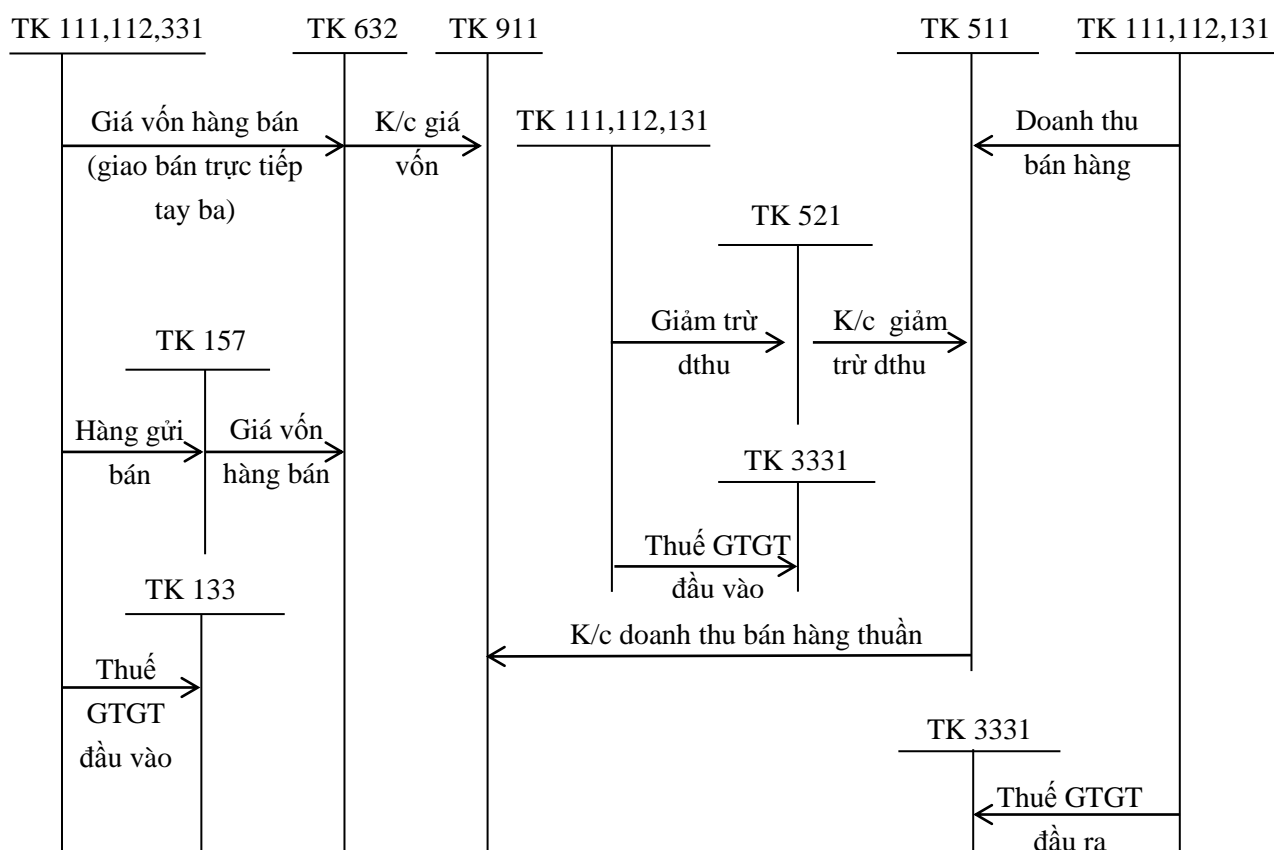 TK 111,112,331
TK 632
TK 911
TK 511
TK 111,112,131
Giá vốn hàng bán
(giao bán trực tiếp
tay ba)
K/c giá
vốn
TK 111,112,131
Doanh thu
bán hàng
TK 521
Giảm trừ
dthu
K/c giảm
trừ dthu
TK 157
Hàng gửi
bán
Giá vốn
hàng bán
TK 3331
Thuế GTGT
đầu vào
TK 133
K/c doanh thu bán hàng thuần
Thuế
GTGT
đầu vào
TK 3331
Thuế GTGT
đầu ra